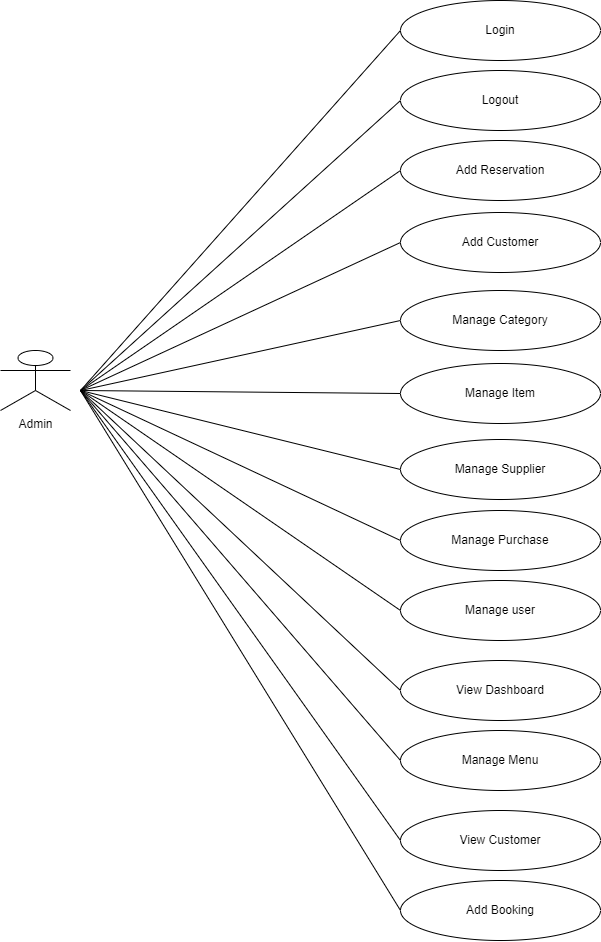 Login
Logout
Add Reservation
Add Customer
Manage Category
Manage Item
Admin
Manage Supplier
Manage Purchase
Manage user
View Dashboard
Manage Menu
View Customer
Add Booking